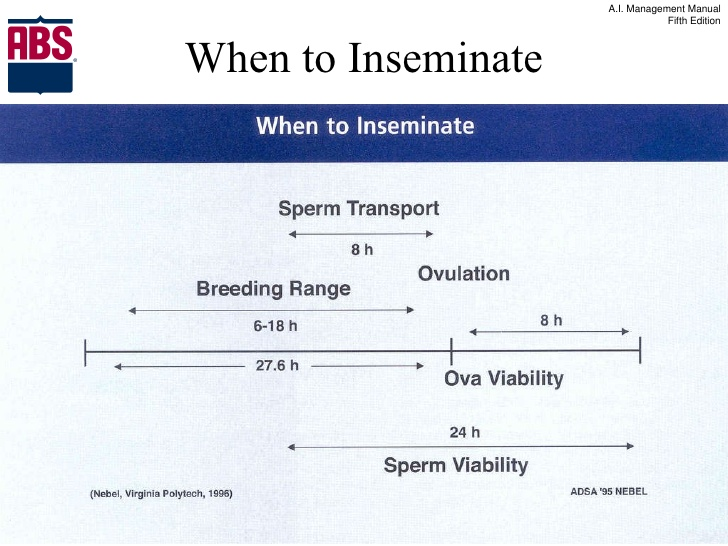 A.I. Management Manual
Fifth Edition
ABS
When to Inseminate
When to Inseminate
Sperm Transport
8 h
Ovulation
Breeding Range
6-18 h
8 h
27.6 h
Ova Viability
24 h
Sperm Viability
(Nebel, Virginia Polytech, 1996)
ADSA '95 NEBEL